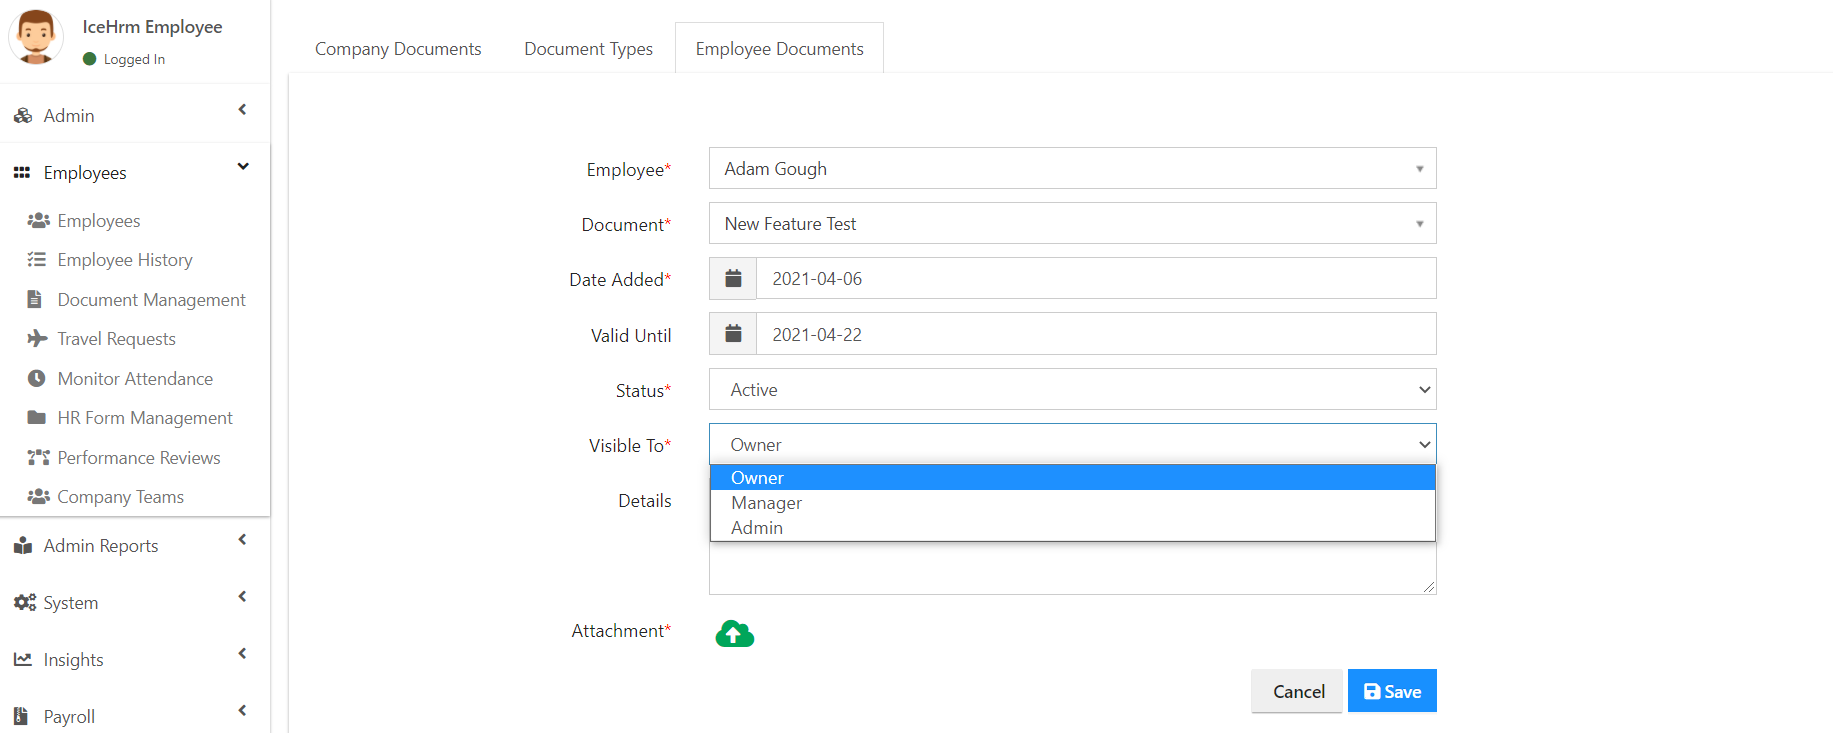 IceHrm Employee
Logged In
Admin
Employees
Employees
Employee History
Document Management
Travel Requests
Monitor Attendance
HR Form Management
Performance Reviews
Company Teams
Admin Reports
System
Insights
Payroll
Company Documents Document Types Employee Documents
Employee* Adam Gough
Document* New Feature Test
Date Added* 2021-04-06
Valid Until 2021-04-22
Status* Active
Visible To* Owner
Owner
Manager
Admin
Details
Attachment*
Cancel Save